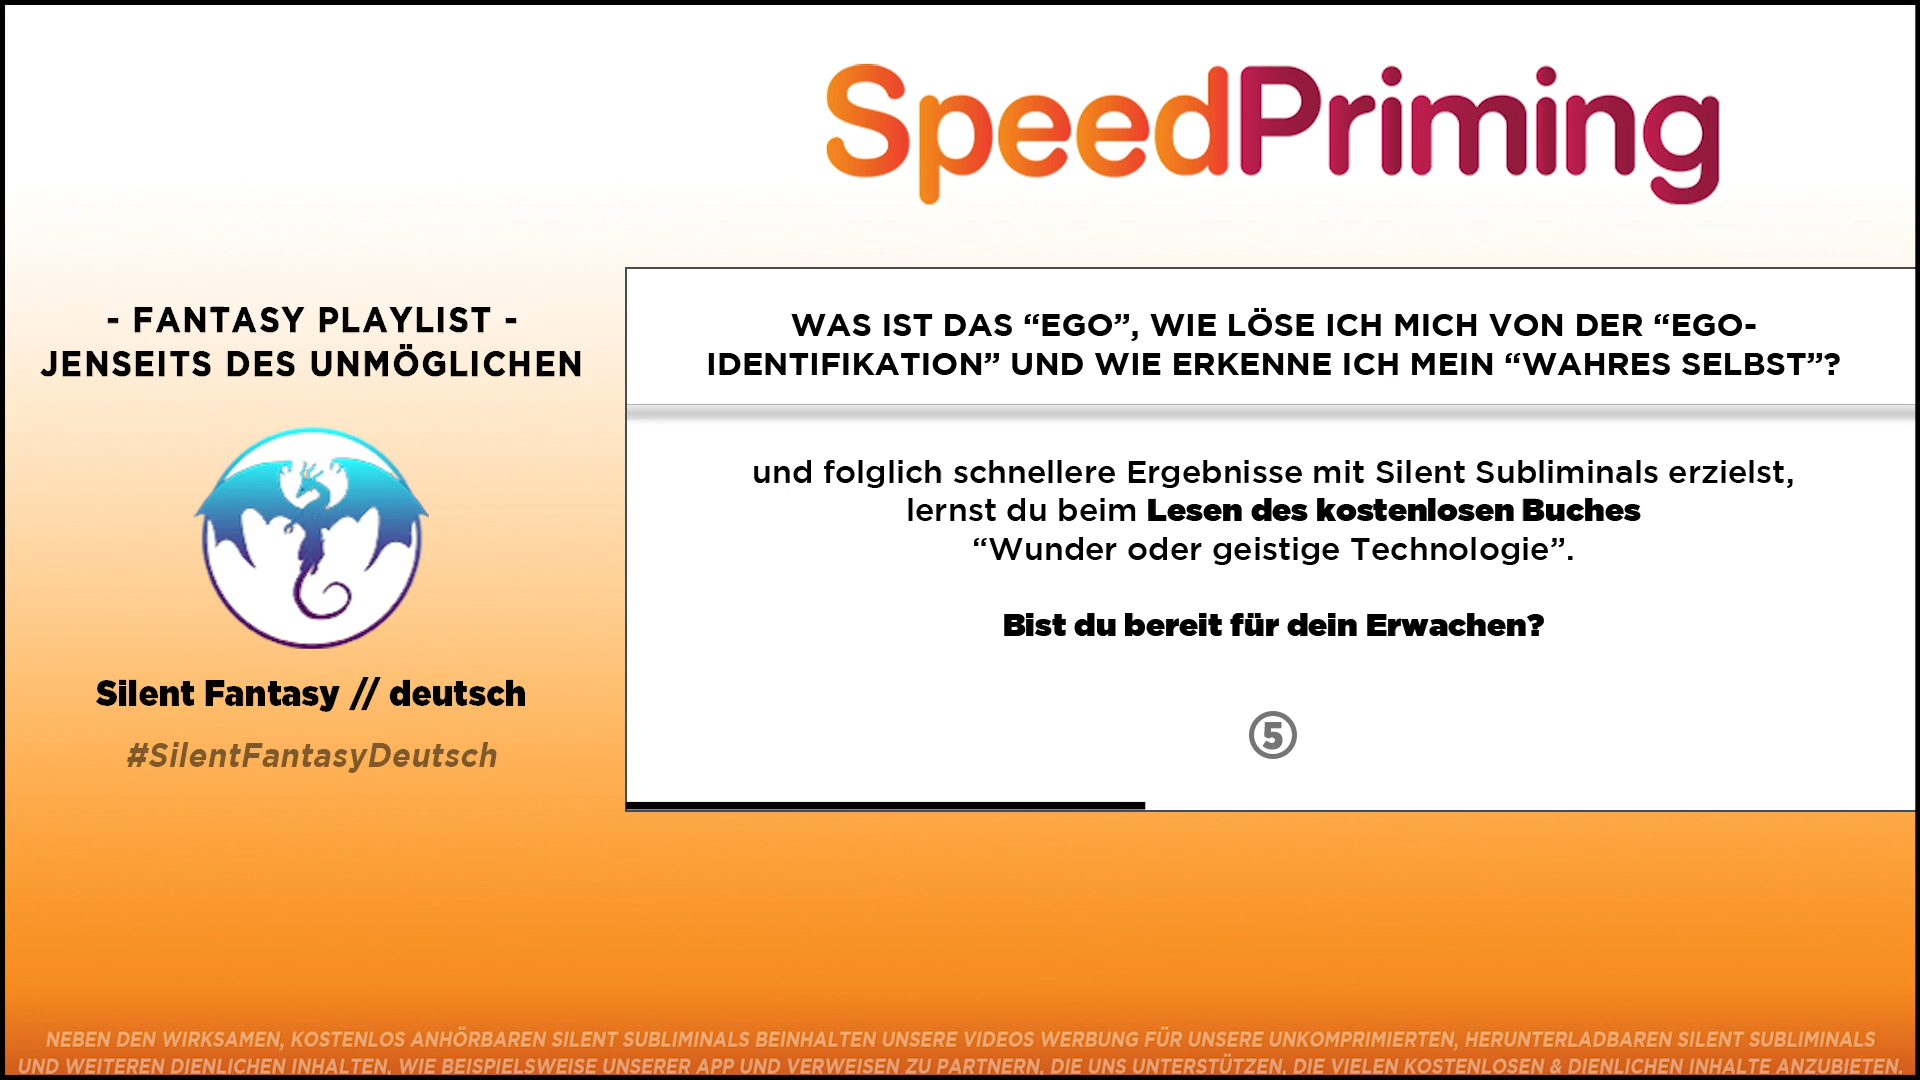 SpeedPriming
- FANTASY PLAYLIST -
JENSEITS DES UNMÖGLICHEN
Silent Fantasy // deutsch
#SilentFantasyDeutsch
WAS IST DAS “EGO”, WIE LÖSE ICH MICH VON DER “EGO-
IDENTIFIKATION” UND WIE ERKENNE ICH MEIN “WAHRES SELBST”?
und folglich schnellere Ergebnisse mit Silent Subliminals erzielst,
lernst du beim Lesen des kostenlosen Buches
“Wunder oder geistige Technologie”.
Bist du bereit für dein Erwachen?
5
NEBEN DEN WIRKSAMEN, KOSTENLOS ANHÖRBAREN SILENT SUBLIMINALS BEINHALTEN UNSERE VIDEOS WERBUNG FÜR UNSERE UNKOMPRIMIERTEN, HERUNTERLADBAREN SILENT SUBLIMINALS
UND WEITEREN DIENLICHEN INHALTEN, WIE BEISPIELSWEISE UNSERER APP UND VERWEISEN ZU PARTNERN, DIE UNS UNTERSTÜTZEN, DIE VIELEN KOSTENLOSEN & DIENLICHEN INHALTE ANZUBIETEN.